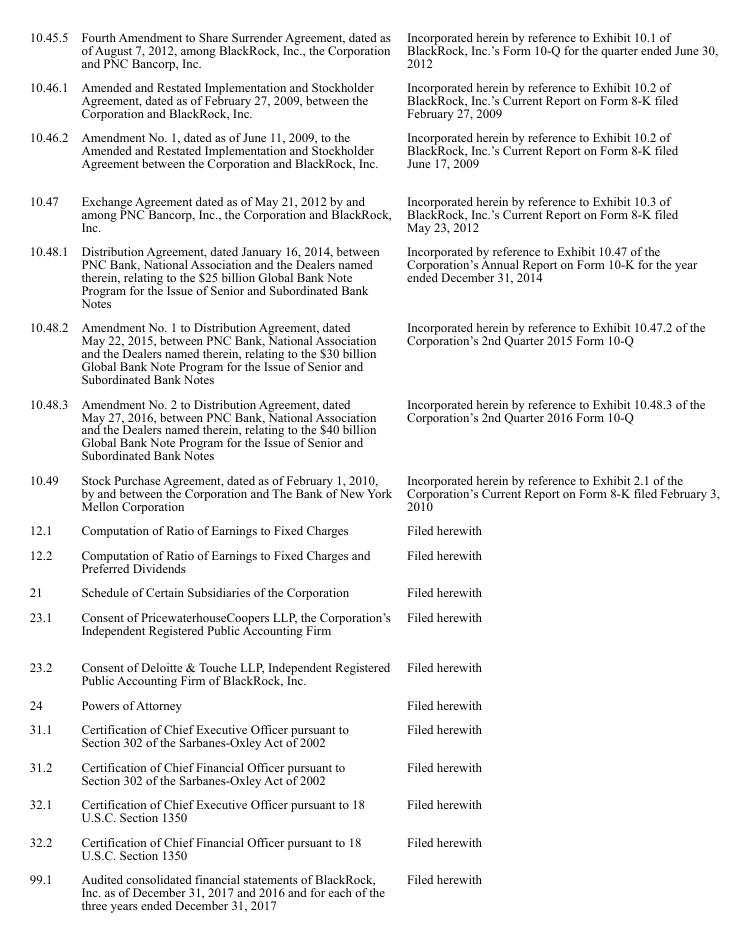 10.45.5 Fourth Amendment to Share Surrender Agreement, dated as Incorporated herein by reference to Exhibit 10.1 of
of August 7, 2012, among BlackRock, Inc., the Corporation BlackRock, Inc.’s Form 10-Q for the quarter ended June 30,
and PNC Bancorp, Inc. 2012
10.46.1 Amended and Restated Implementation and Stockholder Incorporated herein by reference to Exhibit 10.2 of
Agreement, dated as of February 27, 2009, between the BlackRock, Inc.’s Current Report on Form 8-K filed
Corporation and BlackRock, Inc. February 27, 2009
10.46.2 Amendment No. 1, dated as of June 11, 2009, to the Incorporated herein by reference to Exhibit 10.2 of
Amended and Restated Implementation and Stockholder BlackRock, Inc.’s Current Report on Form 8-K filed
Agreement between the Corporation and BlackRock, Inc. June 17, 2009
10.47 Exchange Agreement dated as of May 21, 2012 by and Incorporated herein by reference to Exhibit 10.3 of
among PNC Bancorp, Inc., the Corporation and BlackRock, BlackRock, Inc.’s Current Report on Form 8-K filed
Inc. May 23, 2012
10.48.1 Distribution Agreement, dated January 16, 2014, between Incorporated by reference to Exhibit 10.47 of the
PNC Bank, National Association and the Dealers named Corporation’s Annual Report on Form 10-K for the year
therein, relating to the $25 billion Global Bank Note ended December 31, 2014
Program for the Issue of Senior and Subordinated Bank
Notes
10.48.2 Amendment No. 1 to Distribution Agreement, dated Incorporated herein by reference to Exhibit 10.47.2 of the
May 22, 2015, between PNC Bank, National Association Corporation’s 2nd Quarter 2015 Form 10-Q
and the Dealers named therein, relating to the $30 billion
Global Bank Note Program for the Issue of Senior and
Subordinated Bank Notes
10.48.3 Amendment No. 2 to Distribution Agreement, dated Incorporated herein by reference to Exhibit 10.48.3 of the
May 27, 2016, between PNC Bank, National Association Corporation’s 2nd Quarter 2016 Form 10-Q
and the Dealers named therein, relating to the $40 billion
Global Bank Note Program for the Issue of Senior and
Subordinated Bank Notes
10.49 Stock Purchase Agreement, dated as of February 1, 2010, Incorporated herein by reference to Exhibit 2.1 of the
by and between the Corporation and The Bank of New York Corporation’s Current Report on Form 8-K filed February 3,
Mellon Corporation 2010
12.1 Computation of Ratio of Earnings to Fixed Charges Filed herewith
12.2 Computation of Ratio of Earnings to Fixed Charges and Filed herewith
Preferred Dividends
21 Schedule of Certain Subsidiaries of the Corporation Filed herewith
23.1 Consent of PricewaterhouseCoopers LLP, the Corporation’s Filed herewith
Independent Registered Public Accounting Firm
23.2 Consent of Deloitte & Touche LLP, Independent Registered Filed herewith
Public Accounting Firm of BlackRock, Inc.
24 Powers of Attorney Filed herewith
31.1 Certification of Chief Executive Officer pursuant to Filed herewith
Section 302 of the Sarbanes-Oxley Act of 2002
31.2 Certification of Chief Financial Officer pursuant to Filed herewith
Section 302 of the Sarbanes-Oxley Act of 2002
32.1 Certification of Chief Executive Officer pursuant to 18 Filed herewith
U.S.C. Section 1350
32.2 Certification of Chief Financial Officer pursuant to 18 Filed herewith
U.S.C. Section 1350
99.1 Audited consolidated financial statements of BlackRock, Filed herewith
Inc. as of December 31, 2017 and 2016 and for each of the
three years ended December 31, 2017